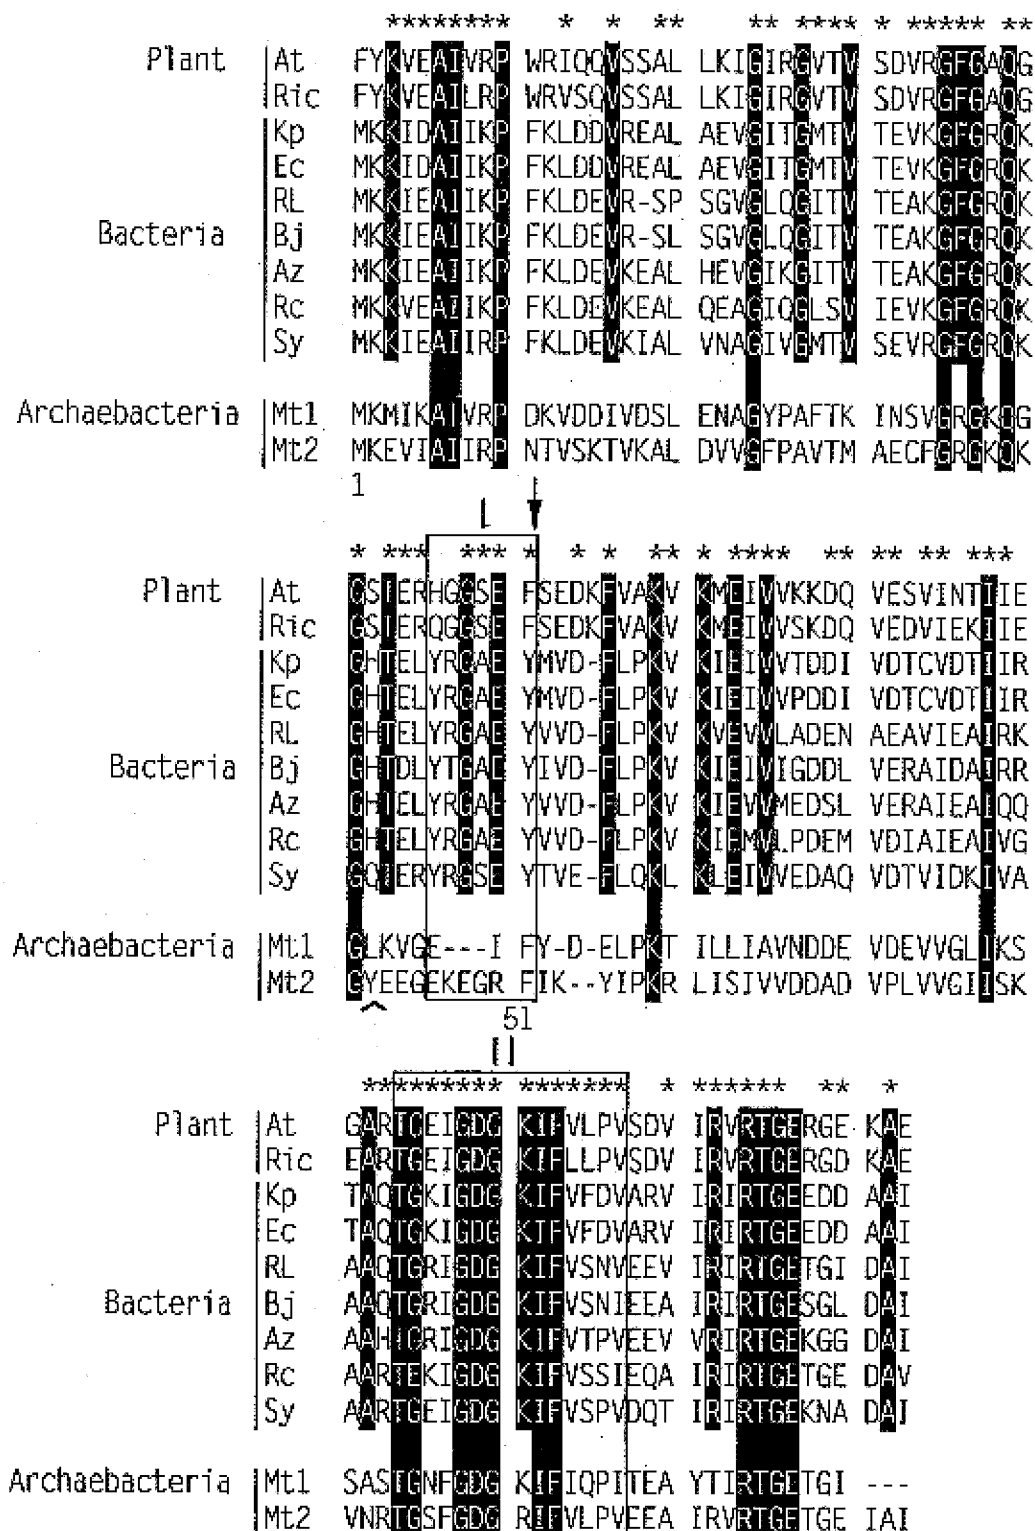 ******** * * ** ** **** * ***** **
Plant At FYKVEAIVRP WRIQQVSSAL LKIGIRGVTV SDVRGFGAQG
Ric FYKVEAILRP WRVSQVSSAL LKIGIRGVTV SDVRGFGAQG
Kp MKKIDAIIKP FKLDDVREAL AEVGITGMTV TEVKGFGRQK
Ec MKKIDAIIKP FKLDDVREAL AEVGITGMTV TEVKGFGRQK
RL MKKIEAIIKP FKLDEVR-SP SGVGLQGITV TEAKGFGRQK
Bacteria Bj MKKIEAIIKP FKLDEVR-SL SGVGLQGITV TEAKGFGRQK
Az MKKIEAIIKP FKLDEVKEAL HEVGIKGITV TEAKGFGRQK
Rc MKKVEAIIKP FKLDEVKEAL QEAGIQGLSV IEVKGFGRQK
Sy MKKIEAIIRP FKLDEVKIAL VNAGIVGMTV SEVRGFGRQK
Archaebacteria Mt1 MKMIKAIVRP DKVDDIVDSL ENAGYPAFTK INSVGRGKQG
Mt2 MKEVIAIIRP NTVSKTVKAL DVVGFPAVTM AECFGRGKQK
1
* *** *** * * * ** * **** ** ** ** ***
Plant At GSTERHGGSE FSEDKFVAKV KMEIVVKKDQ VESVINTIIE
Ric GSTERQGGSE FSEDKFVAKV KMEIVVSKDQ VEDVIEKIIE
Kp GHTELYRGAE YMVD-FLPKV KIEIVVTDDI VDTCVDTIIR
Ec GHTELYRGAE YMVD-FLPKV KIEIVVPDDI VDTCVDTIIR
RL GHTELYRGAE YVVD-FLPKV KVEVVLADEN AEAVIEAIRK
Bacteria Bj GHTDLYTGAE YIVD-FLPKV KIEIVIGDDL VERAIDAIRR
Az GHTELYRGAE YVVD-FLPKV KIEVVMEDSL VERAIEAIQQ
Rc GHTELYRGAE YVVD-FLPKV KIEMVLPDEM VDIAIEAIVG
Sy GQTERYRGSE YTVE-FLQKL KLEIVVEDAQ VDTVIDKIVA
Archaebacteria Mt1 GLKVGE---I FY-D-ELPKT ILLIAVNDDE VDEVVGLIKS
Mt2 GYEEGEKEGR FIK--YIPKR LISIVVDDAD VPLVVGIISK
51
********* ******** * ****** ** *
Plant At GARTGEIGDG KIFVLPVSDV IRVRTGERGE KAE
Ric EARTGEIGDG KIFLLPVSDV IRVRTGERGD KAE
Kp TAQTGKIGDG KIFVFDVARV IRIRTGEEDD AAI
Ec TAQTGKIGDG KIFVFDVARV IRIRTGEEDD AAI
RL AAQTGRIGDG KIFVSNVEEV IRIRTGETGI DAI
Bacteria Bj AAQTGRIGDG KIFVSNIEEA IRIRTGESGL DAI
Az AAHTGRIGDG KIFVTPVEEV VRIRTGEKGG DAI
Rc AARTEKIGDG KIFVSSIEQA IRIRTGETGE DAV
Sy AARTGEIGDG KIFVSPVDQT IRIRTGEKNA DAI
Archaebacteria Mt1 SASTGNFGDG KIFIQPITEA YTIRTGETGI ---
Mt2 VNRTGSFGDG RIFVLPVEEA IRVRTGETGE IAI